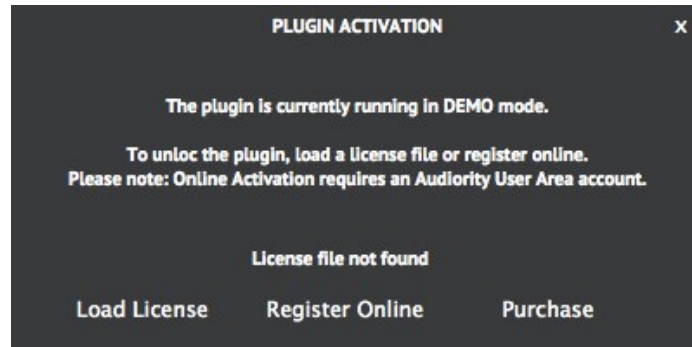 PLUGIN ACTIVATION X
The plugin is currently running in DEMO mode.
To unloc the plugin, load a license file or register online.
Please note: Online Activation requires an Audiority User Area account.
License file not found
Load License Register Online Purchase